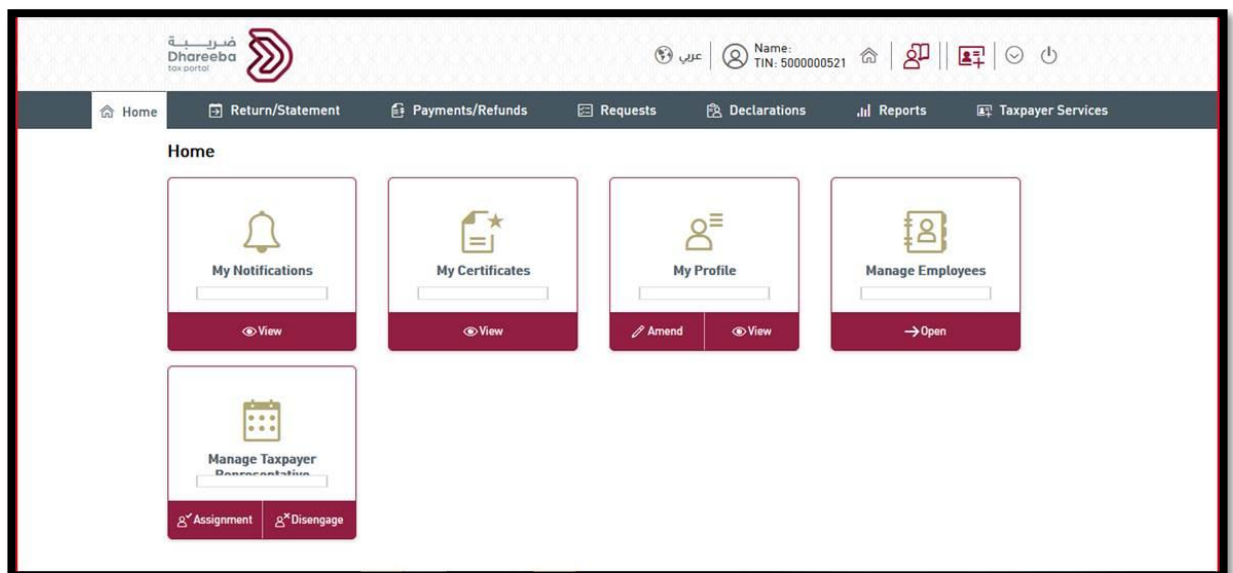 ضريبة
Dhareeba
tax portal
عربي
Name:
TIN: 5000000521
Home
Return/Statement
Payments/Refunds
Requests
Declarations
Reports
Taxpayer Services
Home
My Notifications
View
My Certificates
View
My Profile
Amend
View
Manage Employees
Open
Manage Taxpayer
Representative
Assignment
Disengage